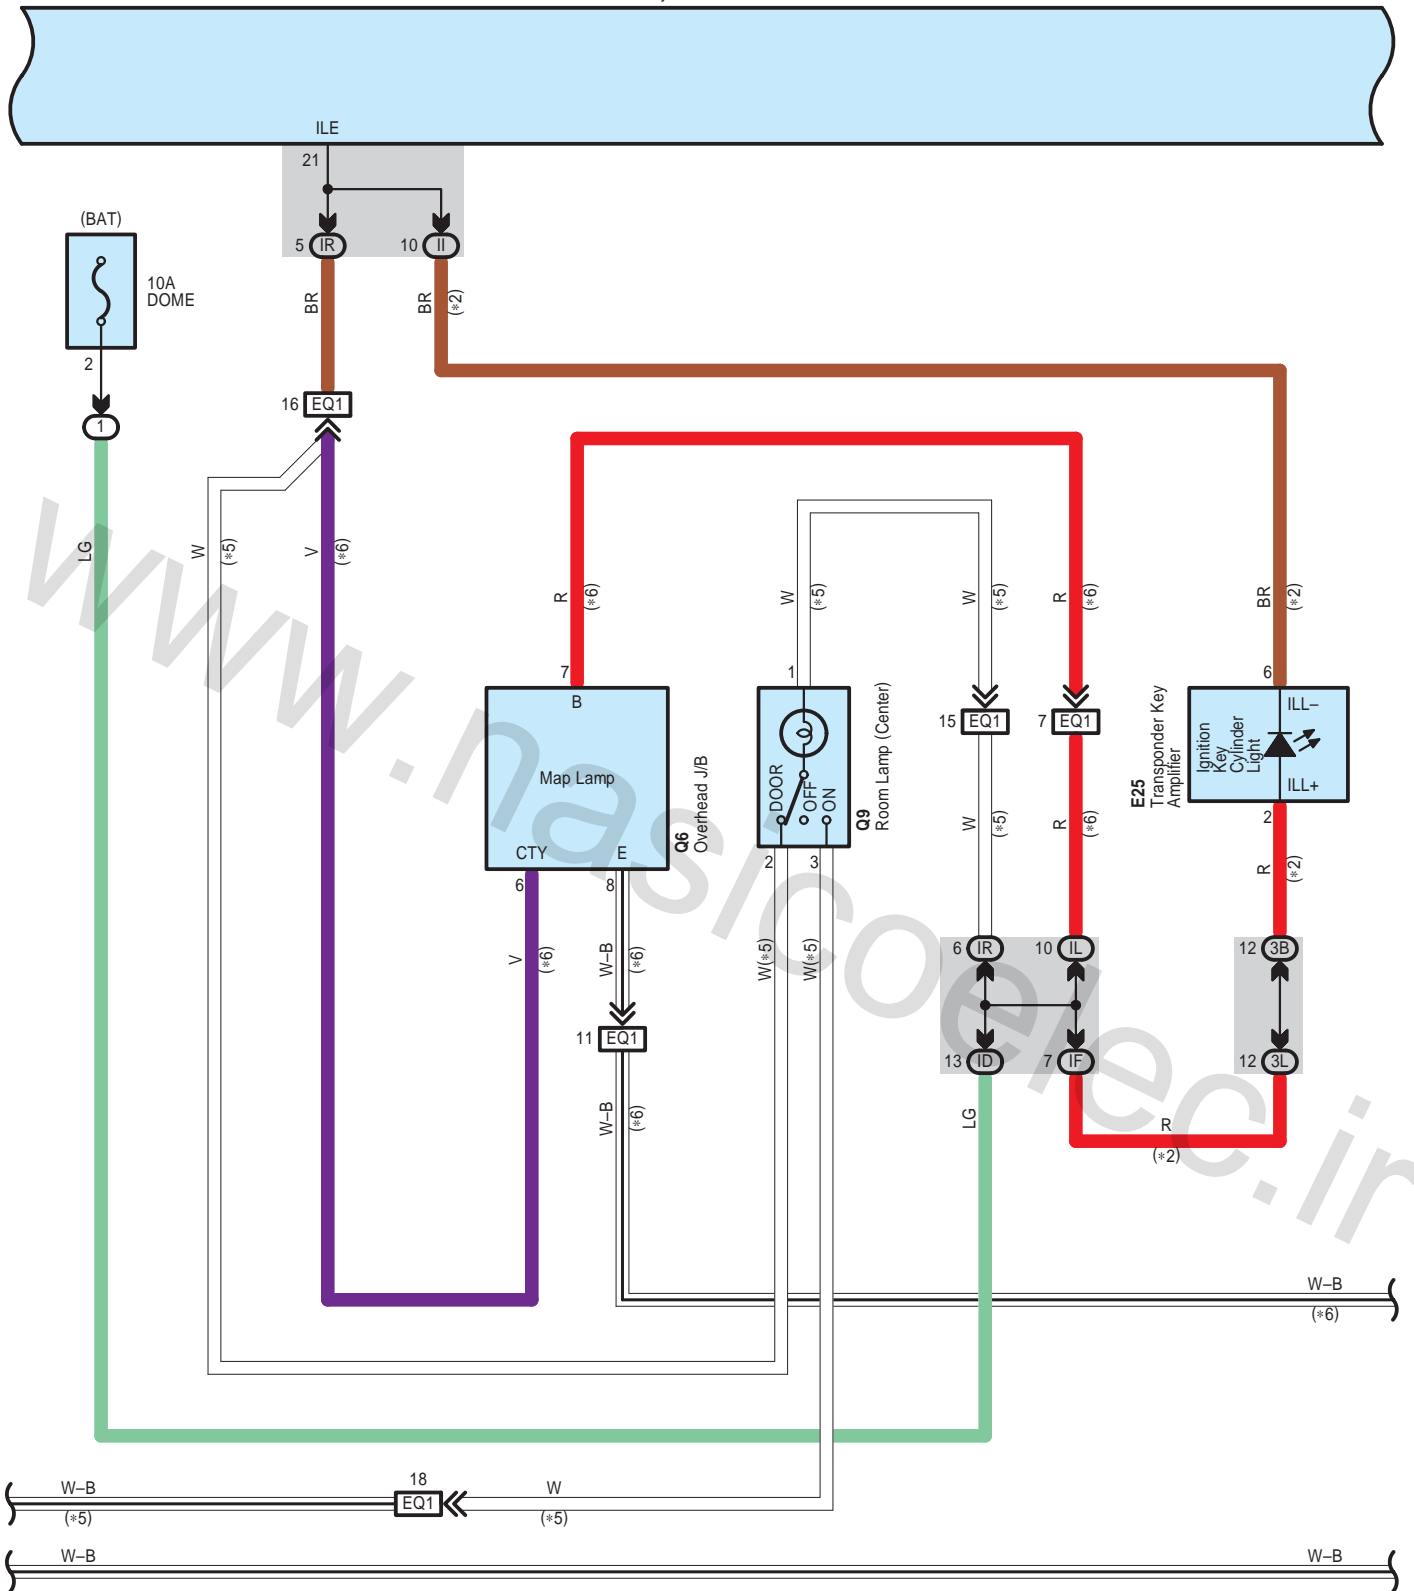 ILE
21
(BAT)
5 IR
10 II
10A
DOME
BR
BR
(*2)
2
1
16 EQ1
LG
W
(*5)
V
(*6)
R
(*6)
W
(*5)
W
(*5)
R
(*6)
BR
(*2)
7
B
Map Lamp
CTY
E
6
8
Q6
Overhead J/B
1
DOOR
OFF
ON
2
3
Q9
Room Lamp (Center)
15 EQ1
7 EQ1
E25
Transponder Key
Amplifier
6
ILL–
Ignition
Key
Cylinder
Light
ILL+
2
W
(*5)
R
(*6)
R
(*2)
V
(*6)
W–B
(*6)
W(*5)
W(*5)
6 IR
10 IL
12 3B
11 EQ1
13 ID
7 IF
12 3L
W–B
(*6)
LG
R
(*2)
W–B
(*6)
18
W–B
EQ1
W
(*5)
(*5)
W–B
W–B
www.nasicoelec.ir